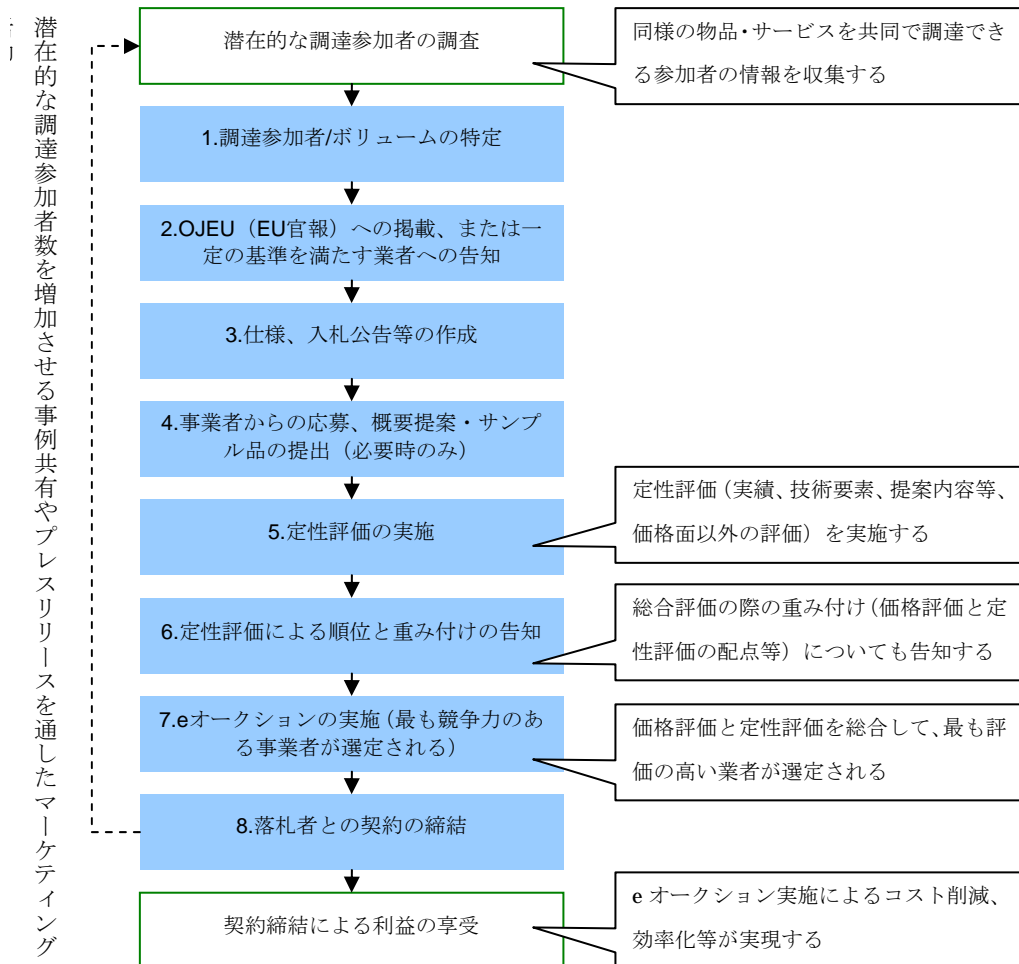 潜在的な調達参加者の調査
同様の物品・サービスを共同で調達でき
る参加者の情報を収集する
1.調達参加者/ボリュームの特定
2.OJEU（EU官報）への掲載、または一
定の基準を満たす業者への告知
3.仕様、入札公告等の作成
4.事業者からの応募、概要提案・サンプ
ル品の提出（必要時のみ）
5.定性評価の実施
定性評価（実績、技術要素、提案内容等、
価格面以外の評価）を実施する
6.定性評価による順位と重み付けの告知
総合評価の際の重み付け（価格評価と定
性評価の配点等）についても告知する
7.eオークションの実施（最も競争力のあ
る事業者が選定される）
価格評価と定性評価を総合して、最も評
価の高い業者が選定される
8.落札者との契約の締結
契約締結による利益の享受
e オークション実施によるコスト削減、
効率化等が実現する
潜在的な調達参加者数を増加させる事例共有やプレスリリースを通したマーケティング